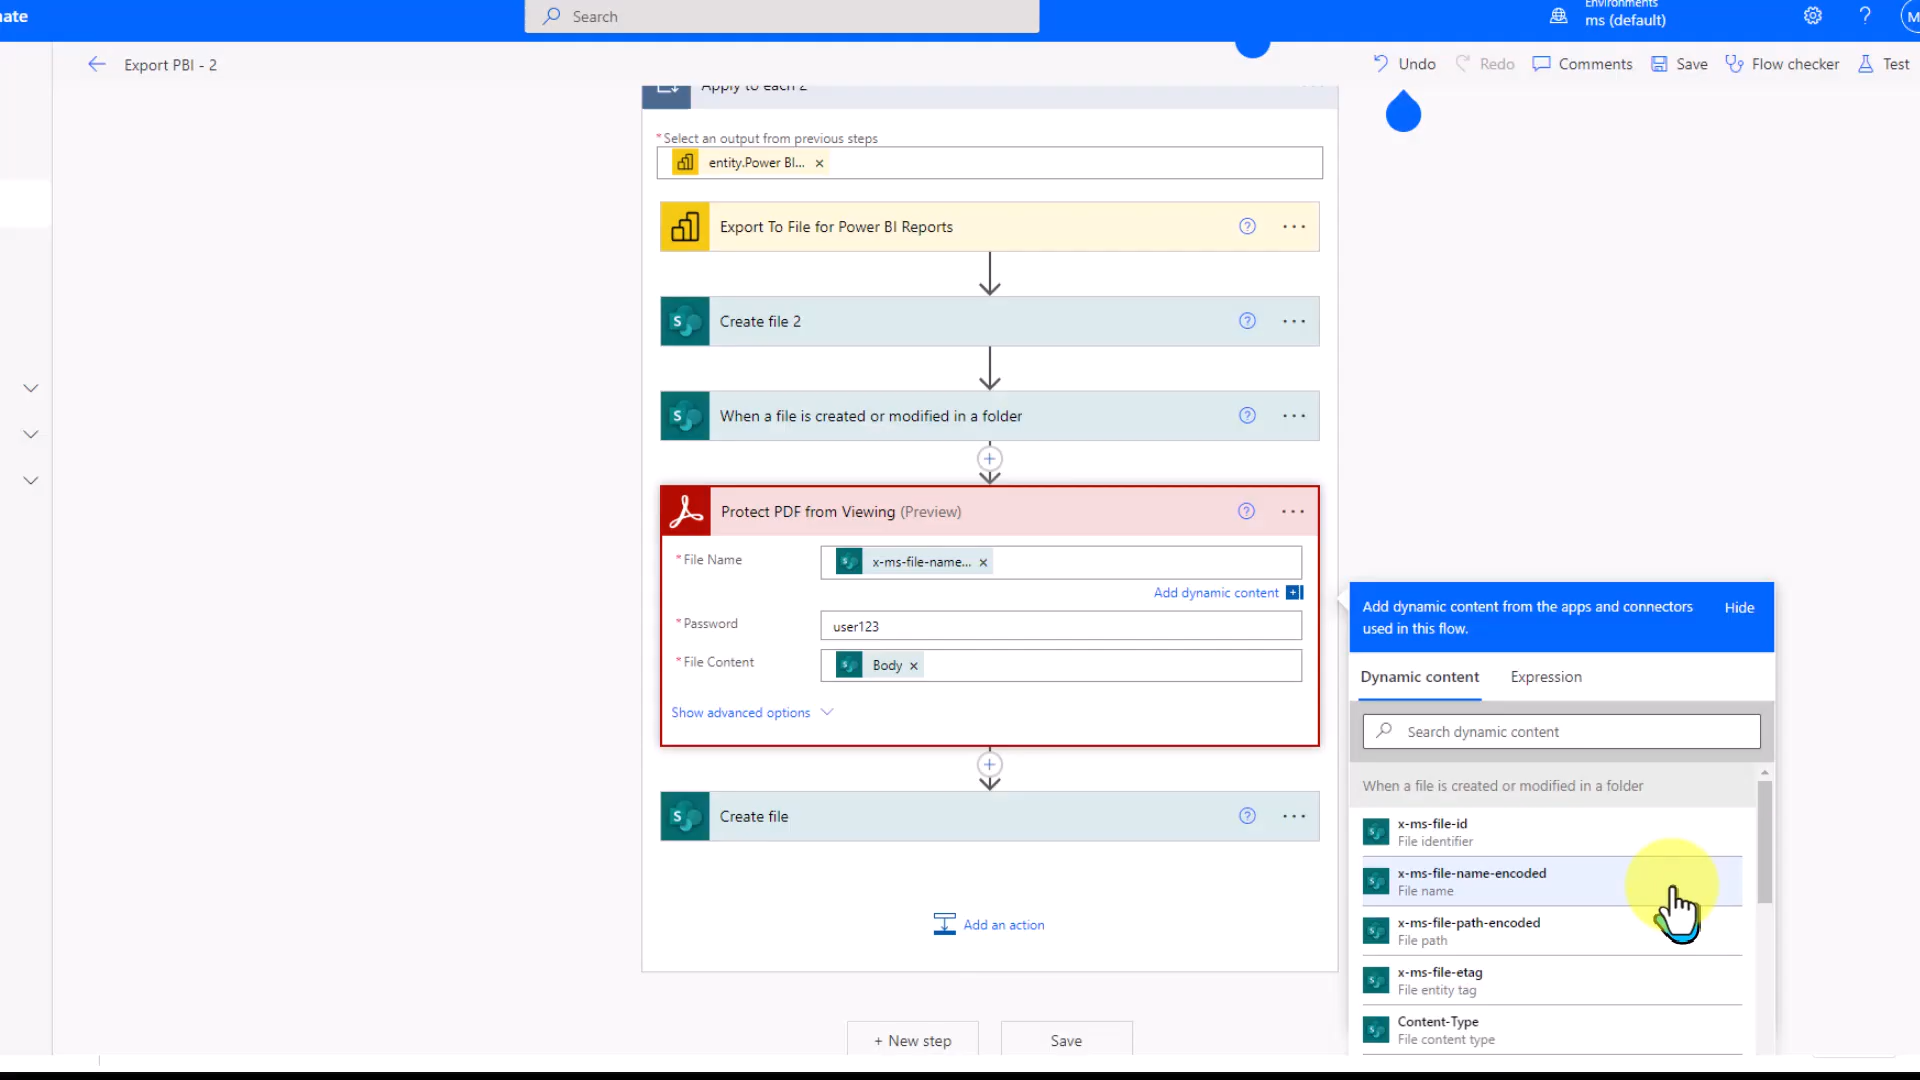 ate
Search
Environments
ms (default)
M
Export PBI - 2
Undo
Redo
Comments
Save
Flow checker
Test
Apply to each 2
*Select an output from previous steps
entity.Power BI... ×
Export To File for Power BI Reports
Create file 2
When a file is created or modified in a folder
Protect PDF from Viewing (Preview)
*File Name
x-ms-file-name... ×
Add dynamic content
*Password
user123
*File Content
Body ×
Show advanced options
Create file
Add an action
+ New step
Save
Add dynamic content from the apps and connectors
used in this flow.
Hide
Dynamic content
Expression
Search dynamic content
When a file is created or modified in a folder
x-ms-file-id
File identifier
x-ms-file-name-encoded
File name
x-ms-file-path-encoded
File path
x-ms-file-etag
File entity tag
Content-Type
File content type